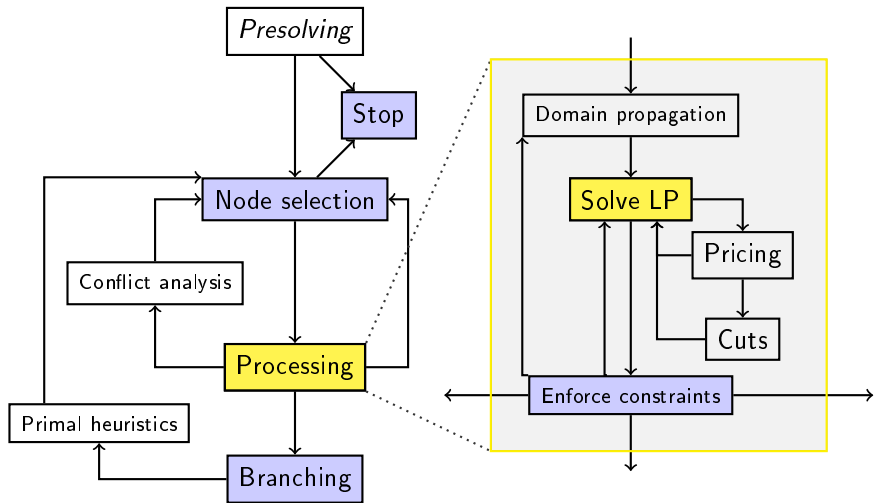 Presolving
Stop
Node selection
Conflict analysis
Processing
Primal heuristics
Branching
Domain propagation
Solve LP
Pricing
Cuts
Enforce constraints